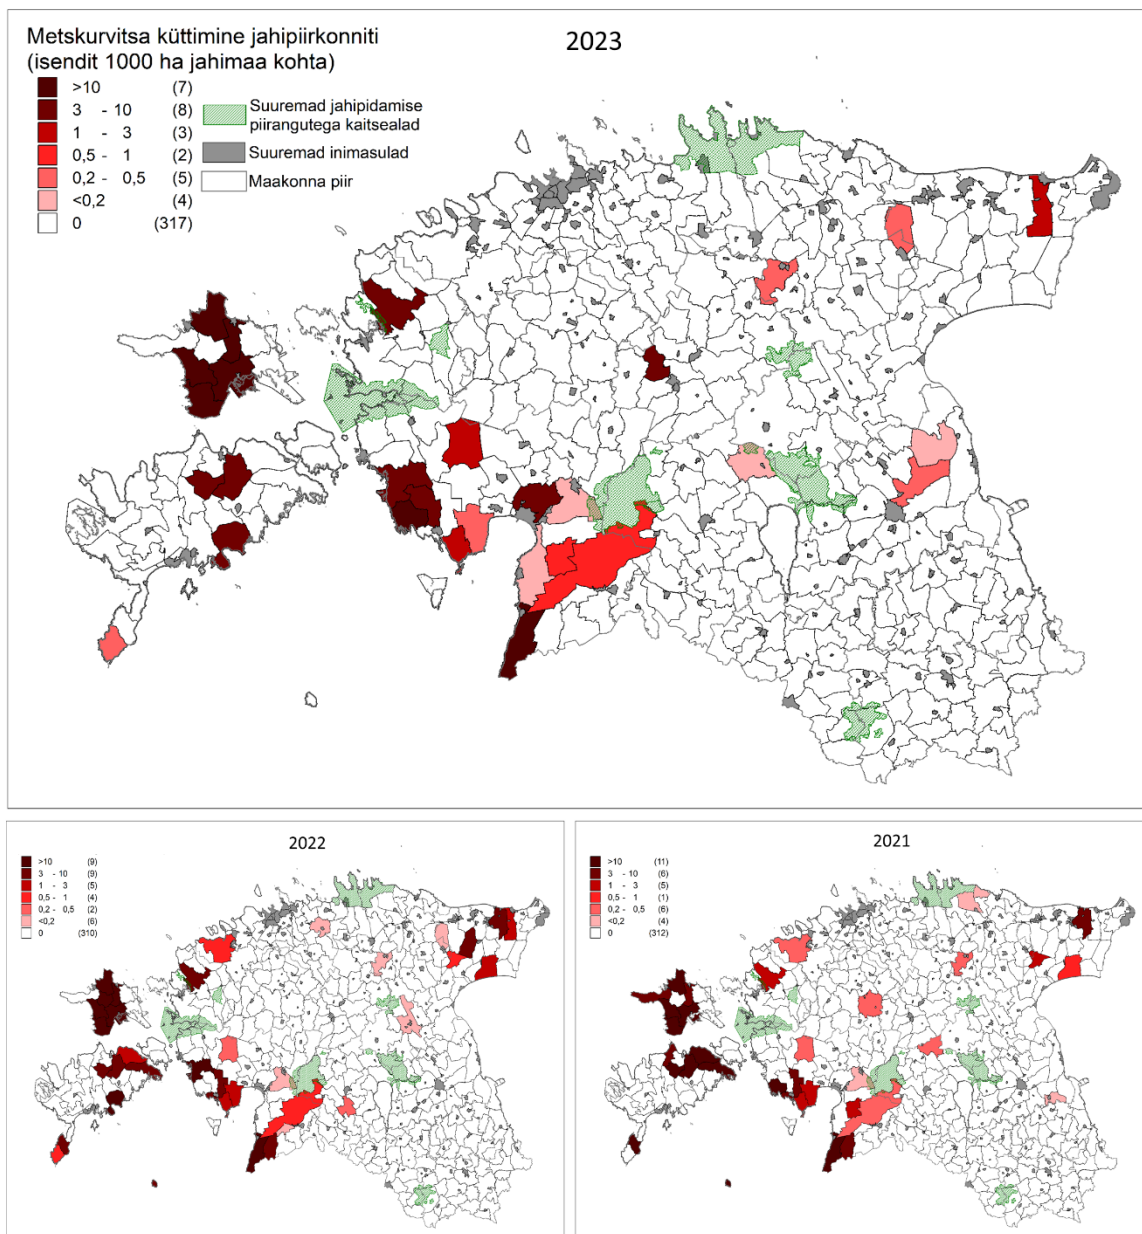 Metskurvitsa küttimine jahipiirkonniti
(isendit 1000 ha jahimaa kohta)
2023
>10 (7)
3 - 10 (8)
1 - 3 (3)
0,5 - 1 (2)
0,2 - 0,5 (5)
<0,2 (4)
0 (317)
Suuremad jahipidamise
piirangutega kaitsealad
Suuremad inimasulad
Maakonna piir
2022
>10 (9)
3 - 10 (9)
1 - 3 (5)
0,5 - 1 (4)
0,2 - 0,5 (2)
<0,2 (6)
0 (310)
2021
>10 (11)
3 - 10 (6)
1 - 3 (5)
0,5 - 1 (1)
0,2 - 0,5 (6)
<0,2 (4)
0 (312)